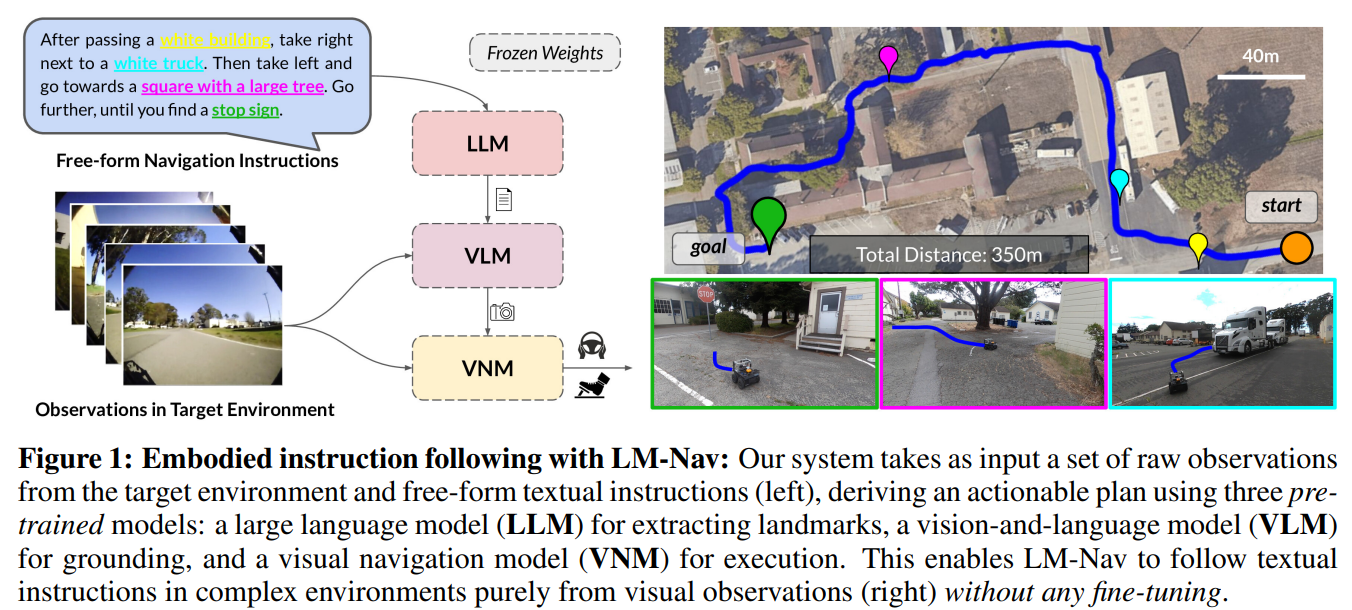 After passing a white building, take right
next to a white truck. Then take left and
go towards a square with a large tree. Go
further, until you find a stop sign.
Free-form Navigation Instructions
Observations in Target Environment
Frozen Weights
LLM
VLM
VNM
40m
start
goal
Total Distance: 350m
STOP
Figure 1: Embodied instruction following with LM-Nav: Our system takes as input a set of raw observations
from the target environment and free-form textual instructions (left), deriving an actionable plan using three pre-
trained models: a large language model (LLM) for extracting landmarks, a vision-and-language model (VLM)
for grounding, and a visual navigation model (VNM) for execution. This enables LM-Nav to follow textual
instructions in complex environments purely from visual observations (right) without any fine-tuning.